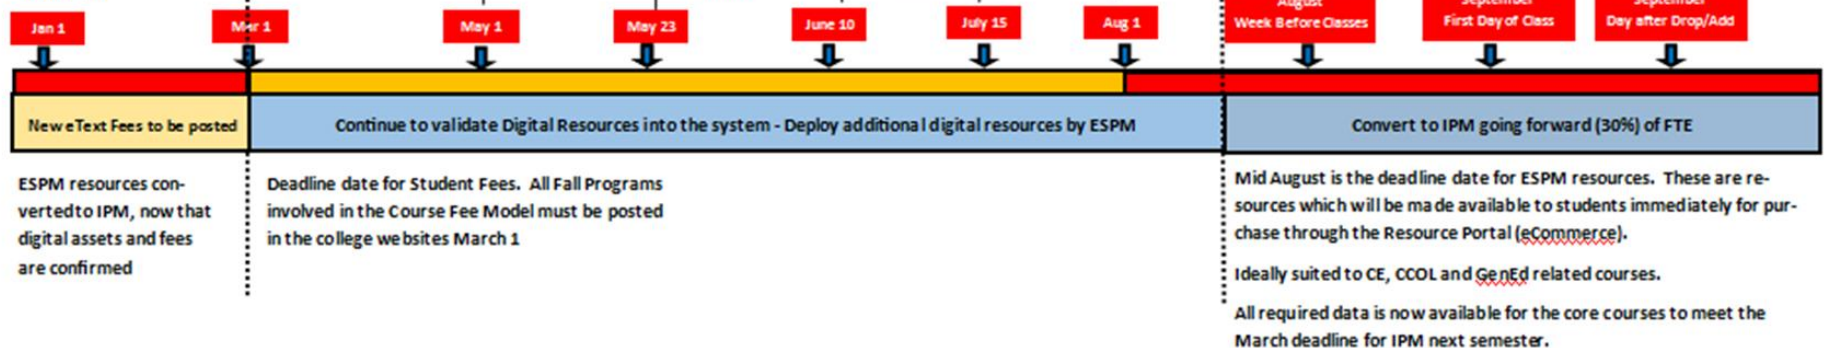 Jan 1
Mar 1
May 1
May 23
June 10
July 15
Aug 1
August
Week Before Classes
September
First Day of Class
September
Day after Drop/Add
New eText Fees to be posted
Continue to validate Digital Resources into the system - Deploy additional digital resources by ESPM
Convert to IPM going forward (30%) of FTE
ESPM resources con-
verted to IPM, now that
digital assets and fees
are confirmed
Deadline date for Student Fees. All Fall Programs
involved in the Course Fee Model must be posted
in the college websites March 1
Mid August is the deadline date for ESPM resources. These are re-
sources which will be made available to students immediately for pur-
chase through the Resource Portal (eCommerce).
Ideally suited to CE, CCOL and GenEd related courses.
All required data is now available for the core courses to meet the
March deadline for IPM next semester.